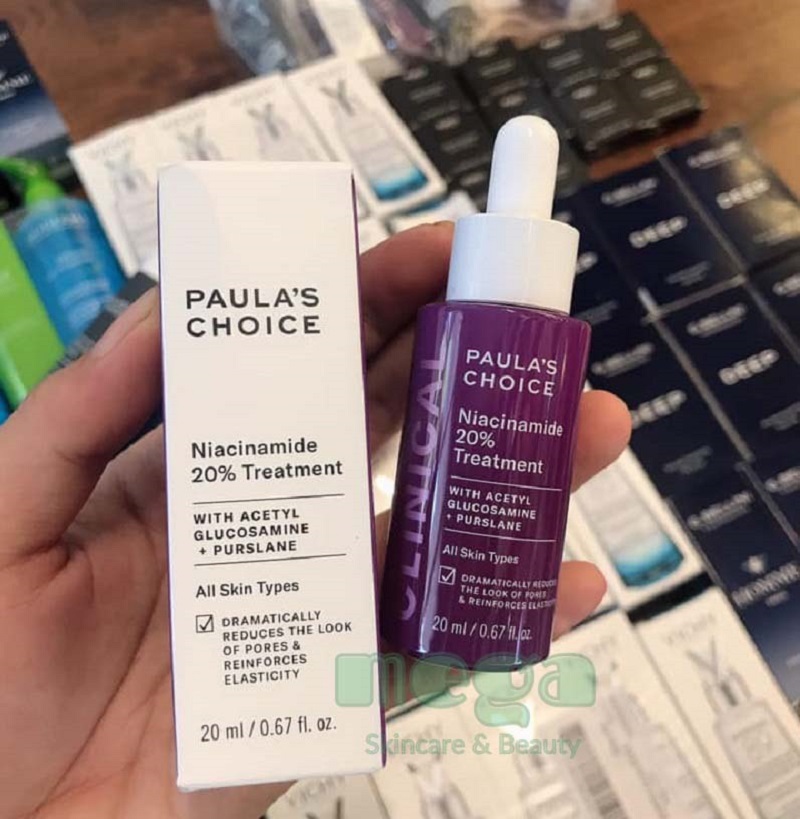 PAULA'S
CHOICE
Niacinamide
20% Treatment
WITH ACETYL
GLUCOSAMINE
+ PURSLANE
All Skin Types
DRAMATICALLY
REDUCES THE LOOK
OF PORES &
REINFORCES
ELASTICITY
20 ml / 0.67 fl. oz.
CLINICAL
PAULA'S
CHOICE
Niacinamide
20%
Treatment
WITH ACETYL
GLUCOSAMINE
+ PURSLANE
All Skin Types
DRAMATICALLY REDUCES
THE LOOK OF PORES
& REINFORCES ELASTICITY
20 ml / 0.67 fl. oz.
DEEP
DEEP
DEEP
DEEP
mega
Skincare & Beauty